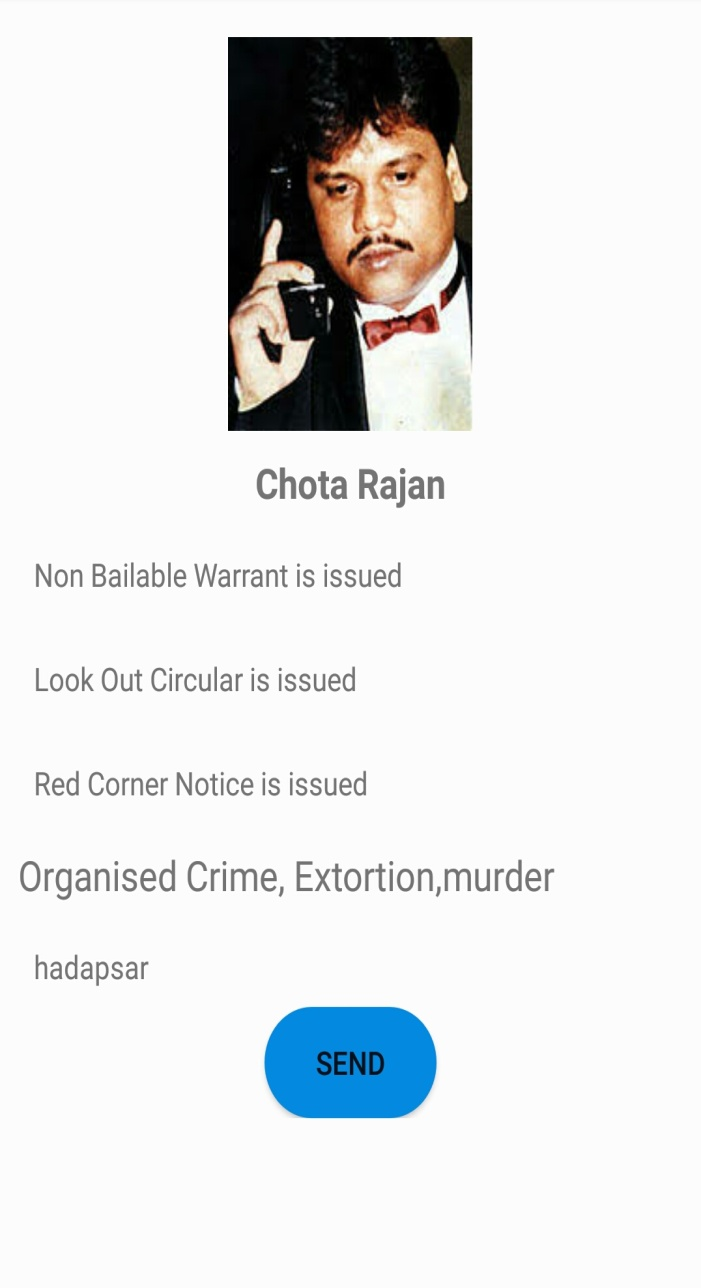 Chota Rajan
Non Bailable Warrant is issued
Look Out Circular is issued
Red Corner Notice is issued
Organised Crime, Extortion,murder
hadapsar
SEND